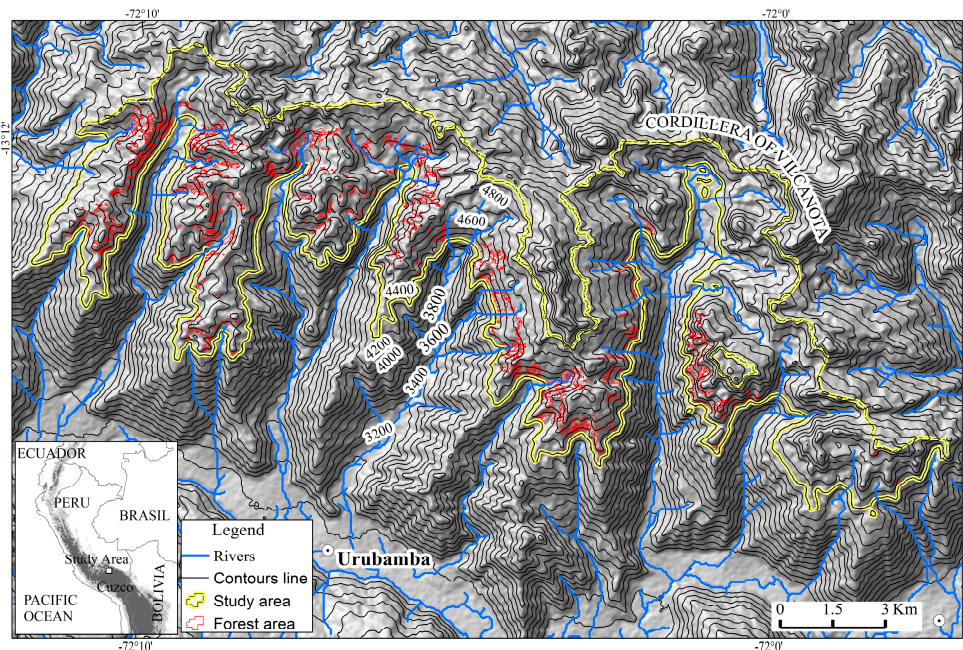 -72°10'
-72°0'
-13°12'
CORDILLERA OF VILCANOTA
4800
4600
4400
3800
3600
4200
4000
3400
3200
ECUADOR
PERU
BRASIL
Study Area
Cuzco
PACIFIC
OCEAN
BOLIVIA
Legend
Rivers
Contours line
Study area
Forest area
Urubamba
0 1.5 3 Km
-72°10'
-72°0'